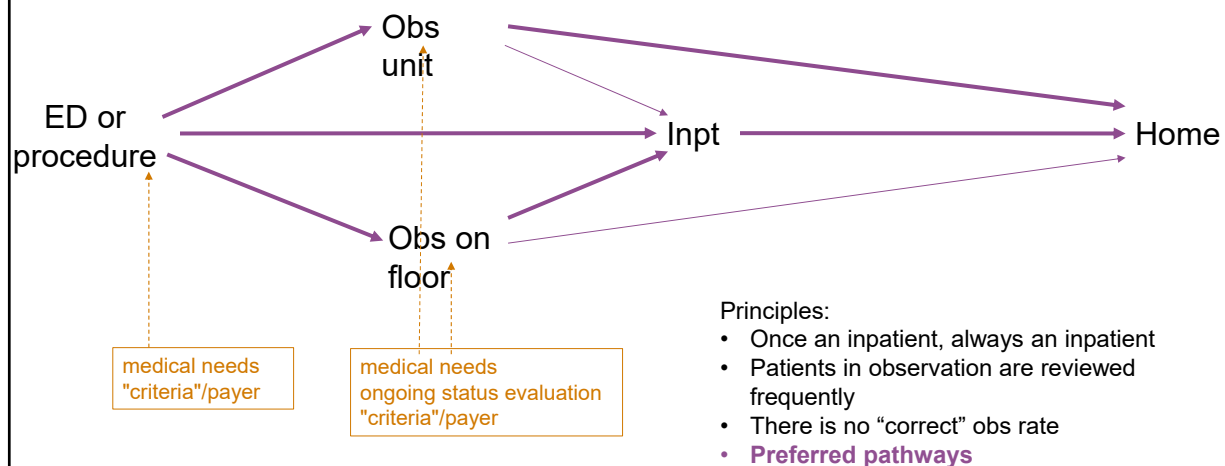 Obs
unit
ED or
procedure
Inpt
Home
Obs on
floor
medical needs
"criteria"/payer
medical needs
ongoing status evaluation
"criteria"/payer
Principles:
• Once an inpatient, always an inpatient
• Patients in observation are reviewed
frequently
• There is no “correct” obs rate
• Preferred pathways